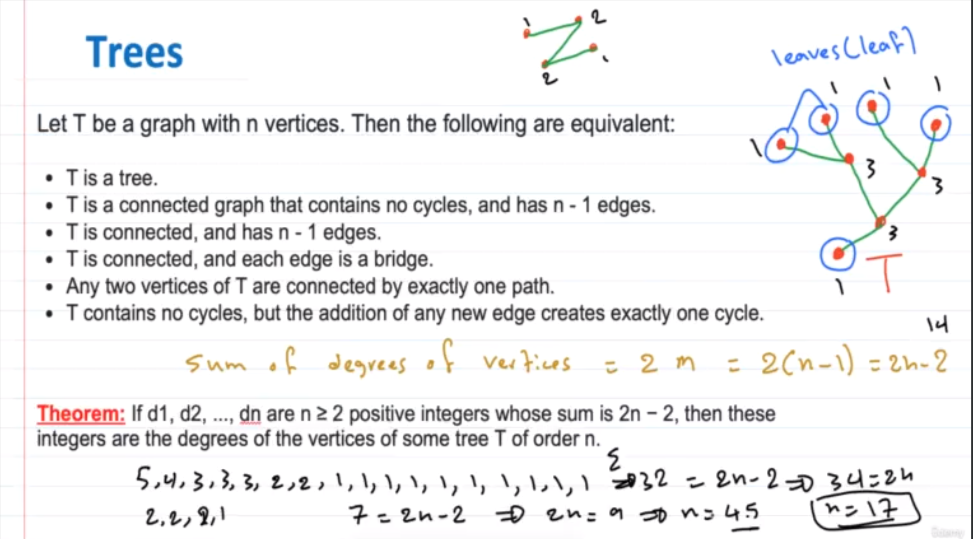 2
1
Trees
1
2
leaves (leaf)
1 1 1
Let T be a graph with n vertices. Then the following are equivalent:
1
3
3
• T is a tree.
• T is a connected graph that contains no cycles, and has n - 1 edges.
• T is connected, and has n - 1 edges.
3
• T is connected, and each edge is a bridge.
T
• Any two vertices of T are connected by exactly one path.
1
• T contains no cycles, but the addition of any new edge creates exactly one cycle.
14
sum of degrees of vertices = 2 m = 2(n-1) = 2n-2
Theorem: If d1, d2, ..., dn are n ≥ 2 positive integers whose sum is 2n − 2, then these
integers are the degrees of the vertices of some tree T of order n.
5,4,3,3,3,2,2,1,1,1,1,1,1,1,1,1,1 Σ ⇒ 32 = 2n-2 ⇒ 34=2n
2,2,2,1 7 = 2n-2 ⇒ 2n=9 ⇒ n=4.5 n=17
Udemy